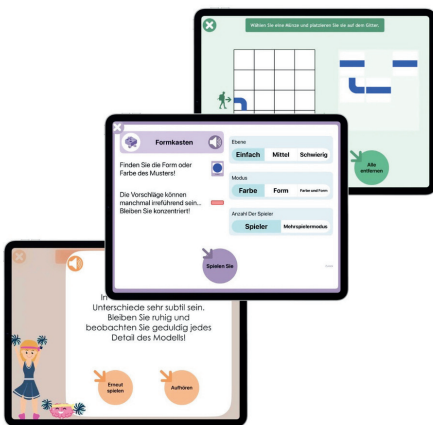 Wählen Sie eine Münze und platzieren Sie sie auf dem Gitter.
Alle
entfernen
Formkasten
Finden Sie die Form oder
Farbe des Musters!
Die Vorschläge können
manchmal irreführend sein...
Bleiben Sie konzentriert!
Ebene
Einfach Mittel Schwierig
Modus
Farbe Form Farbe und Form
Anzahl Der Spieler
Spieler Mehrspielermodus
Spielen Sie
In
Unterschiede sehr subtil sein.
Bleiben Sie ruhig und
beobachten Sie geduldig jedes
Detail des Modells!
Erneut
spielen
Aufhören